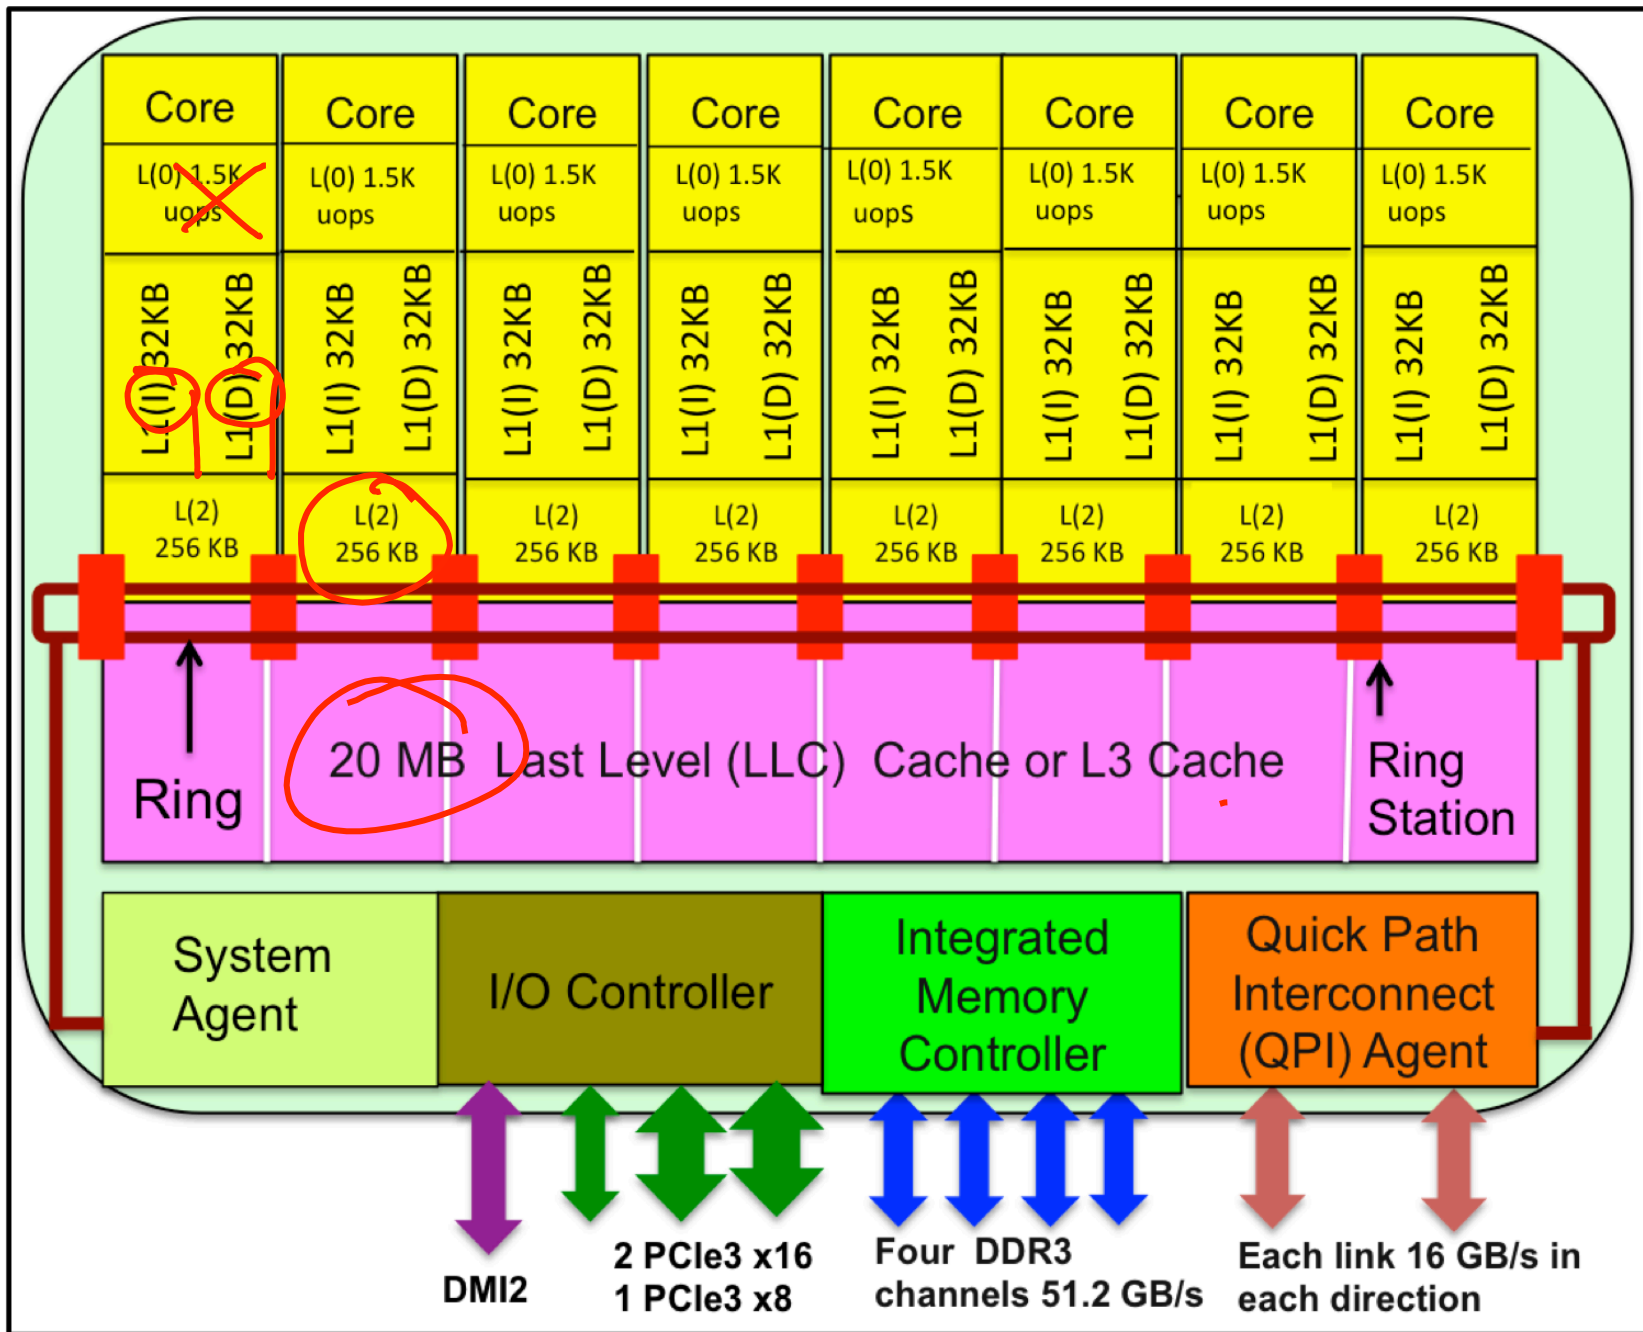 Core
Core
Core
Core
Core
Core
Core
Core
L(0) 1.5K
uops
L(0) 1.5K
uops
L(0) 1.5K
uops
L(0) 1.5K
uops
L(0) 1.5K
uops
L(0) 1.5K
uops
L(0) 1.5K
uops
L(0) 1.5K
uops
L1(I) 32KB
L1(D) 32KB
L1(I) 32KB
L1(D) 32KB
L1(I) 32KB
L1(D) 32KB
L1(I) 32KB
L1(D) 32KB
L1(I) 32KB
L1(D) 32KB
L1(I) 32KB
L1(D) 32KB
L1(I) 32KB
L1(D) 32KB
L1(I) 32KB
L1(D) 32KB
L(2)
256 KB
L(2)
256 KB
L(2)
256 KB
L(2)
256 KB
L(2)
256 KB
L(2)
256 KB
L(2)
256 KB
L(2)
256 KB
Ring
20 MB Last Level (LLC) Cache or L3 Cache
Ring
Station
System
Agent
I/O Controller
Integrated
Memory
Controller
Quick Path
Interconnect
(QPI) Agent
DMI2
2 PCIe3 x16
1 PCIe3 x8
Four DDR3
channels 51.2 GB/s
Each link 16 GB/s in
each direction